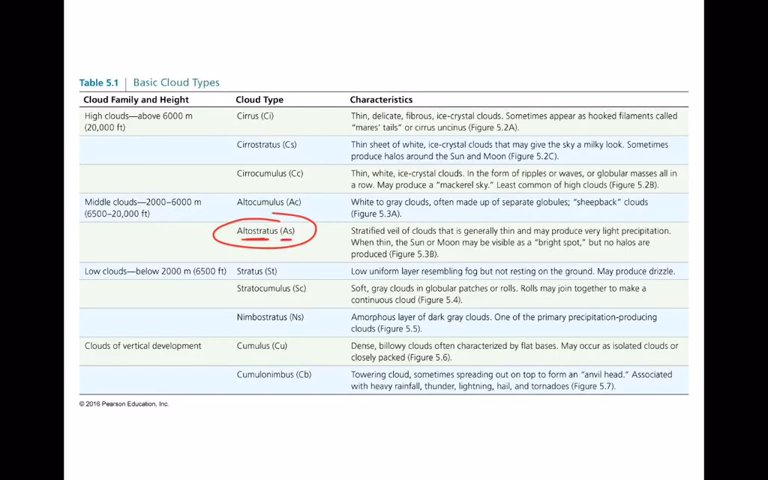 Table 5.1 | Basic Cloud Types
Cloud Family and Height Cloud Type Characteristics
High clouds—above 6000 m Cirrus (Ci) Thin, delicate, fibrous, ice-crystal clouds. Sometimes appear as hooked filaments called
(20,000 ft) "mares' tails" or cirrus uncinus (Figure 5.2A).
Cirrostratus (Cs) Thin sheet of white, ice-crystal clouds that may give the sky a milky look. Sometimes
produce halos around the Sun and Moon (Figure 5.2C).
Cirrocumulus (Cc) Thin, white, ice-crystal clouds. In the form of ripples or waves, or globular masses all in
a row. May produce a "mackerel sky." Least common of high clouds (Figure 5.2B).
Middle clouds—2000–6000 m Altocumulus (Ac) White to gray clouds, often made up of separate globules; "sheepback" clouds
(6500–20,000 ft) (Figure 5.3A).
Altostratus (As) Stratified veil of clouds that is generally thin and may produce very light precipitation.
When thin, the Sun or Moon may be visible as a "bright spot," but no halos are
produced (Figure 5.3B).
Low clouds—below 2000 m (6500 ft) Stratus (St) Low uniform layer resembling fog but not resting on the ground. May produce drizzle.
Stratocumulus (Sc) Soft, gray clouds in globular patches or rolls. Rolls may join together to make a
continuous cloud (Figure 5.4).
Nimbostratus (Ns) Amorphous layer of dark gray clouds. One of the primary precipitation-producing
clouds (Figure 5.5).
Clouds of vertical development Cumulus (Cu) Dense, billowy clouds often characterized by flat bases. May occur as isolated clouds or
closely packed (Figure 5.6).
Cumulonimbus (Cb) Towering cloud, sometimes spreading out on top to form an "anvil head." Associated
with heavy rainfall, thunder, lightning, hail, and tornadoes (Figure 5.7).
© 2016 Pearson Education, Inc.